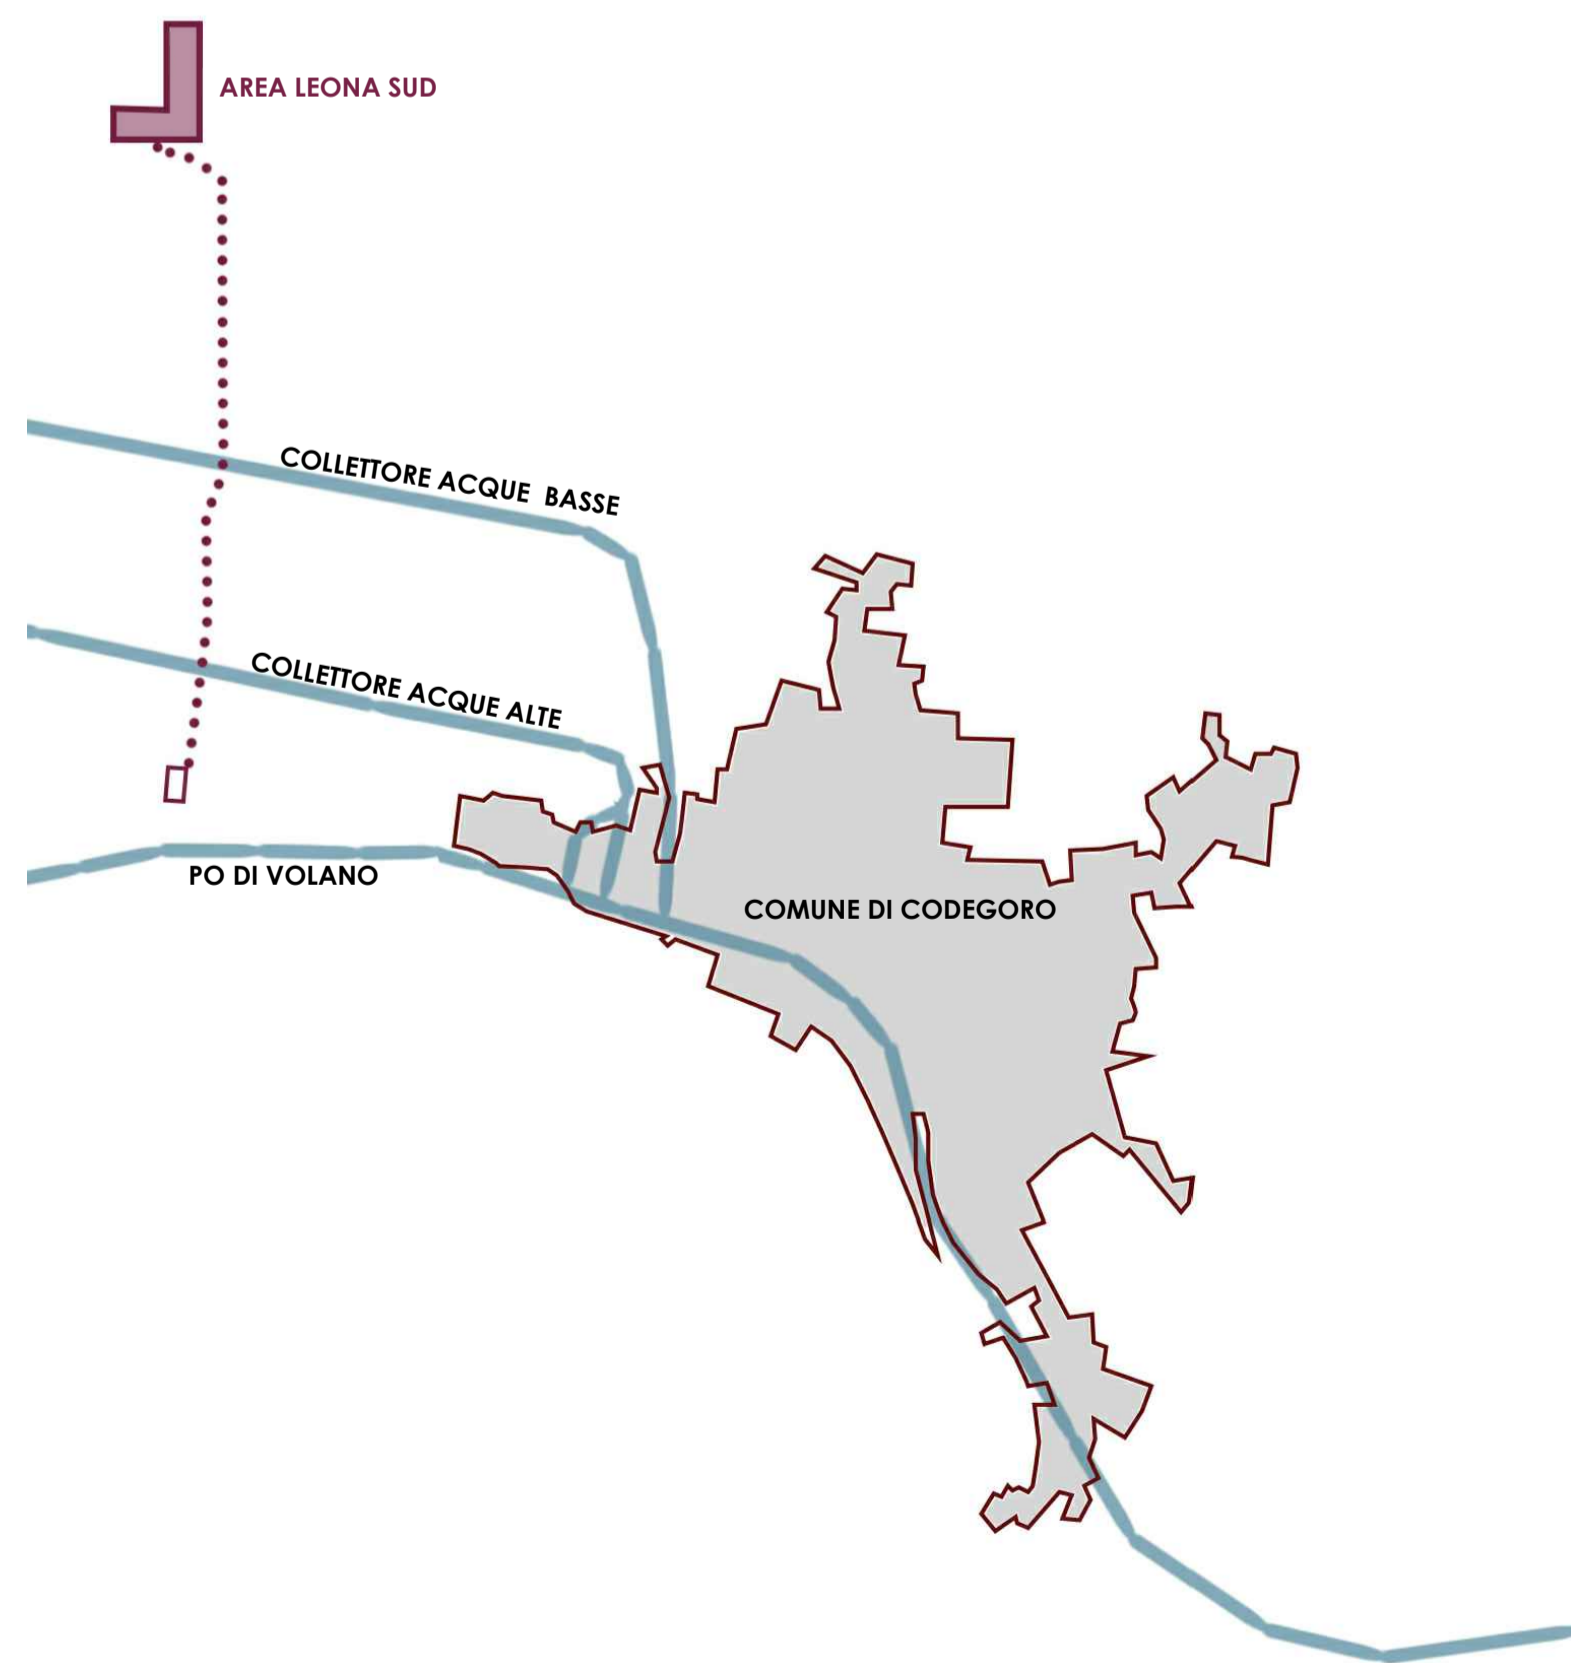 AREA LEONA SUD
COLLETTORE ACQUE BASSE
COLLETTORE ACQUE ALTE
PO DI VOLANO
COMUNE DI CODEGORO